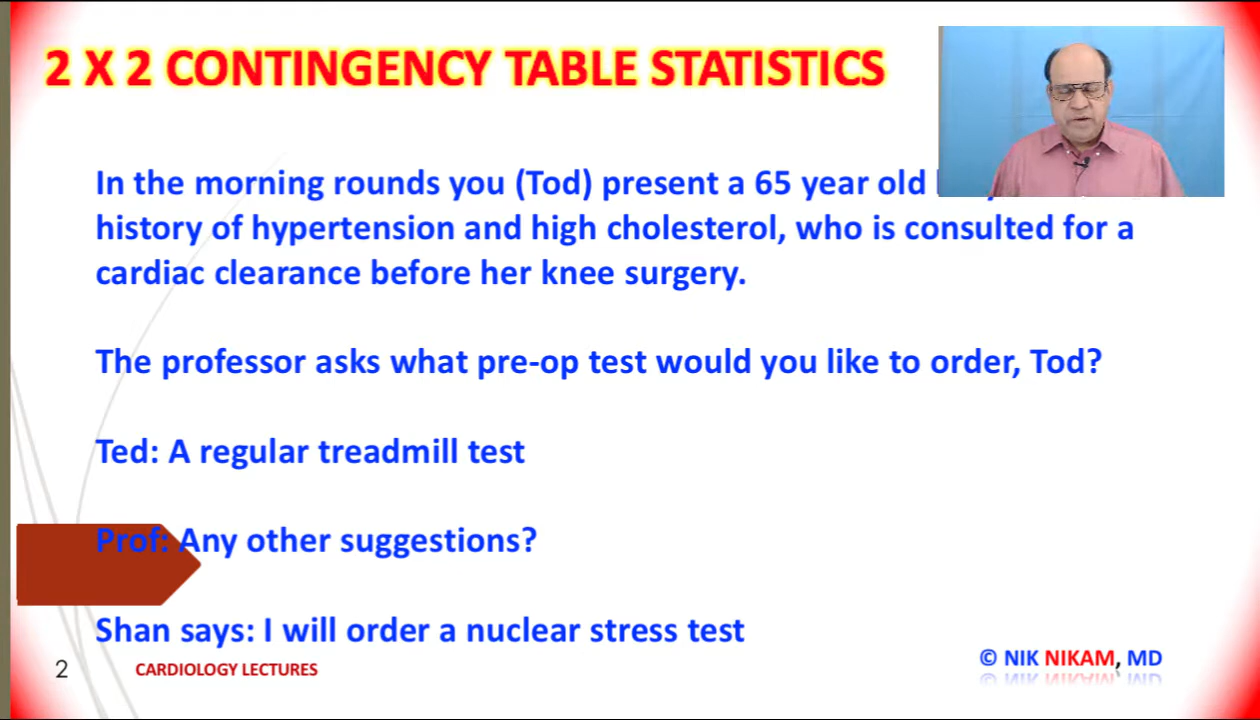 2 X 2 CONTINGENCY TABLE STATISTICS
In the morning rounds you (Tod) present a 65 year old
history of hypertension and high cholesterol, who is consulted for a
cardiac clearance before her knee surgery.
The professor asks what pre-op test would you like to order, Tod?
Ted: A regular treadmill test
Prof: Any other suggestions?
Shan says: I will order a nuclear stress test
2
CARDIOLOGY LECTURES
© NIK NIKAM, MD